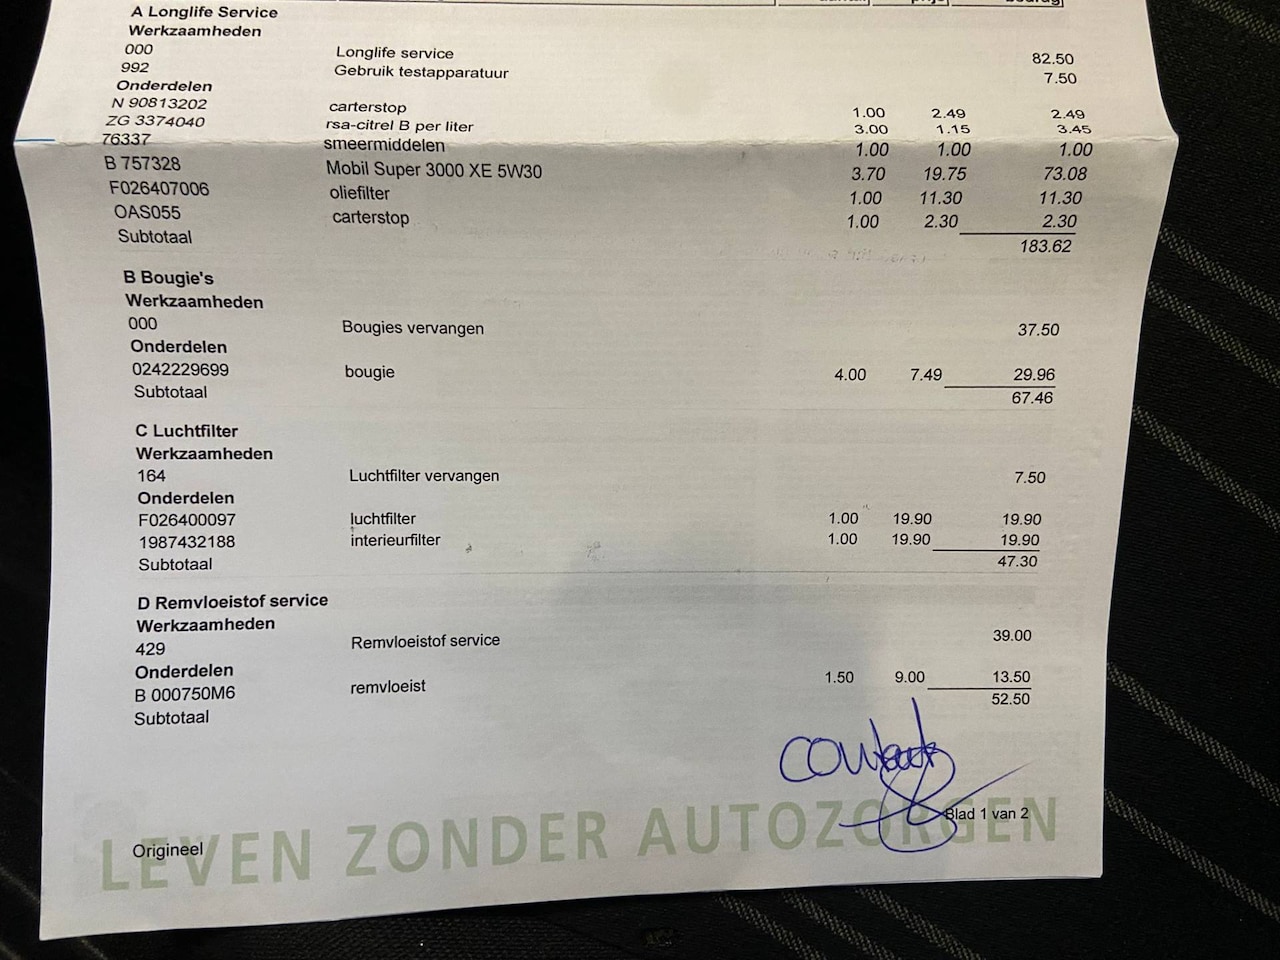 A Longlife Service
Werkzaamheden
000 Longlife service 82.50
992 Gebruik testapparatuur 7.50
Onderdelen
N 90813202 carterstop 1.00 2.49 2.49
ZG 3374040 rsa-citrel B per liter 3.00 1.15 3.45
76337 smeermiddelen 1.00 1.00 1.00
B 757328 Mobil Super 3000 XE 5W30 3.70 19.75 73.08
F026407006 oliefilter 1.00 11.30 11.30
OAS055 carterstop 1.00 2.30 2.30
Subtotaal 183.62
B Bougie's
Werkzaamheden
000 Bougies vervangen 37.50
Onderdelen
0242229699 bougie 4.00 7.49 29.96
Subtotaal 67.46
C Luchtfilter
Werkzaamheden
164 Luchtfilter vervangen 7.50
Onderdelen
F026400097 luchtfilter 1.00 19.90 19.90
1987432188 interieurfilter 1.00 19.90 19.90
Subtotaal 47.30
D Remvloeistof service
Werkzaamheden
429 Remvloeistof service 39.00
Onderdelen
B 000750M6 remvloeist 1.50 9.00 13.50
Subtotaal 52.50
Blad 1 van 2
LEVEN ZONDER AUTOZORGEN
Origineel